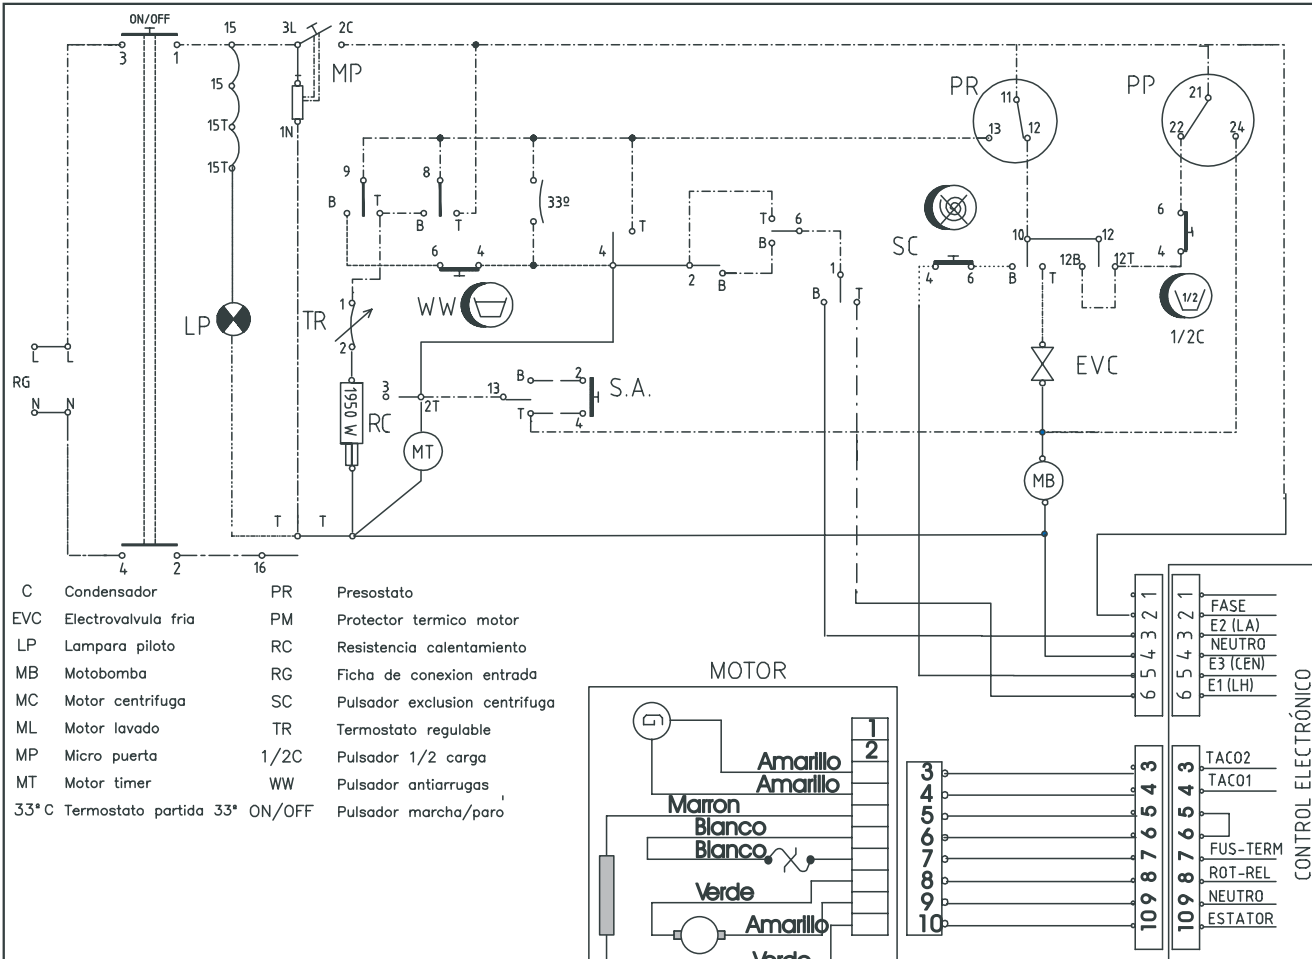 ON/OFF
3 1
15
3L 2C
MP
15
15T
15T
1N
PR
11
13 12
PP
21
22 24
9 8
B T
B T
33º
4 T
T 6
B
2 B
6 4
WW
SC
4 6 B T
10 12
12B 12T
6
4
1/2
1/2C
1
B T
LP
TR
1
2
L L
RG
N N
1950 W
RC
3
2T
13
B 2
T 4
S.A.
MT
EVC
MB
T T
4 2 16
C Condensador
EVC Electrovalvula fria
LP Lampara piloto
MB Motobomba
MC Motor centrifuga
ML Motor lavado
MP Micro puerta
MT Motor timer
33°C Termostato partida 33°
PR Presostato
PM Protector termico motor
RC Resistencia calentamiento
RG Ficha de conexion entrada
SC Pulsador exclusion centrifuga
TR Termostato regulable
1/2C Pulsador 1/2 carga
WW Pulsador antiarrugas
ON/OFF Pulsador marcha/paro
MOTOR
G
1
2
Amarillo
Amarillo
Marron
Blanco
Blanco
Verde
Amarillo
Verde
3
4
5
6
7
8
9
10
1 1
2 2 FASE
3 3 E2 (LA)
4 4 NEUTRO
5 5 E3 (CEN)
6 6 E1 (LH)
3 3 TACO2
4 4 TACO1
5 5
6 6
7 7 FUS-TERM
8 8 ROT-REL
9 9 NEUTRO
10 10 ESTATOR
CONTROL ELECTRÓNICO